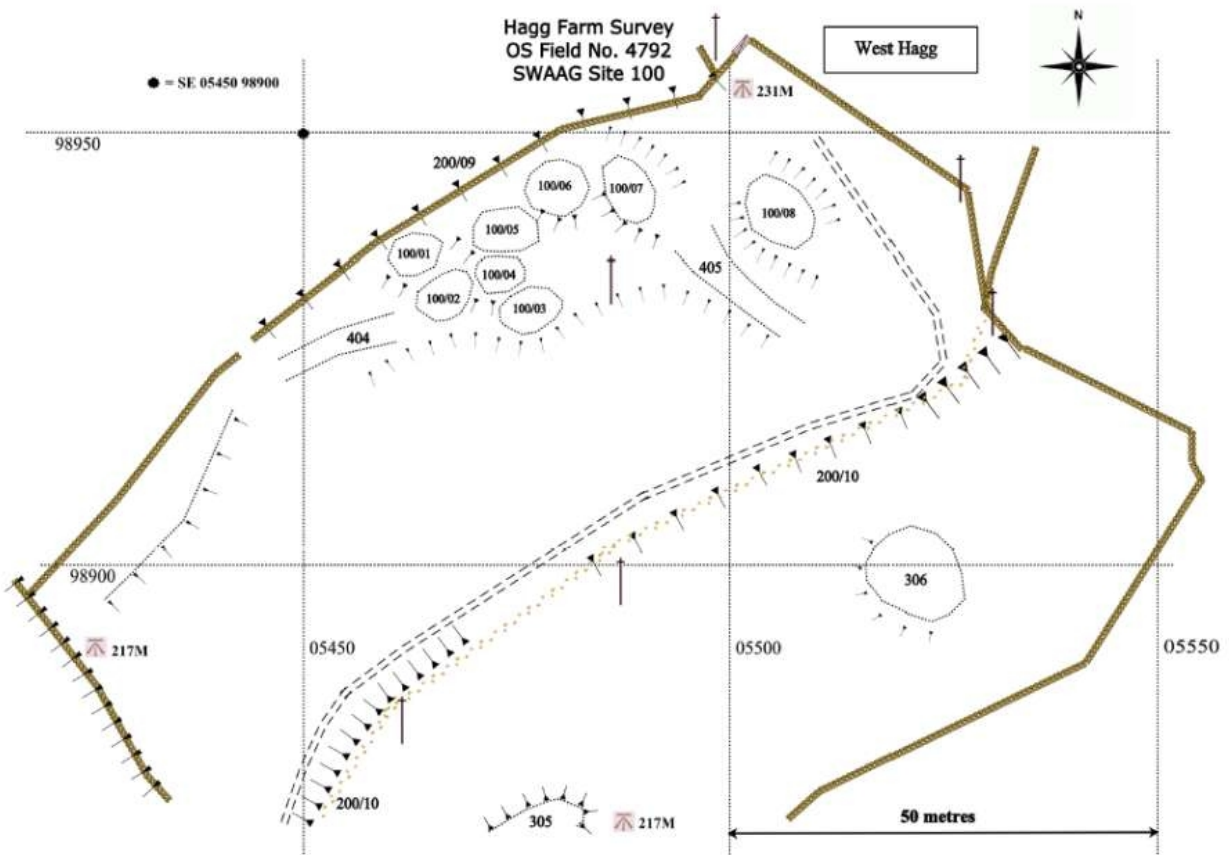 Hagg Farm Survey
OS Field No. 4792
SWAAG Site 100
West Hagg
N
= SE 05450 98900
231M
98950
200/09
100/06
100/07
100/08
100/05
100/01
100/04
405
100/02
100/03
404
200/10
98900
306
217M
05450
05500
05550
200/10
305
217M
50 metres